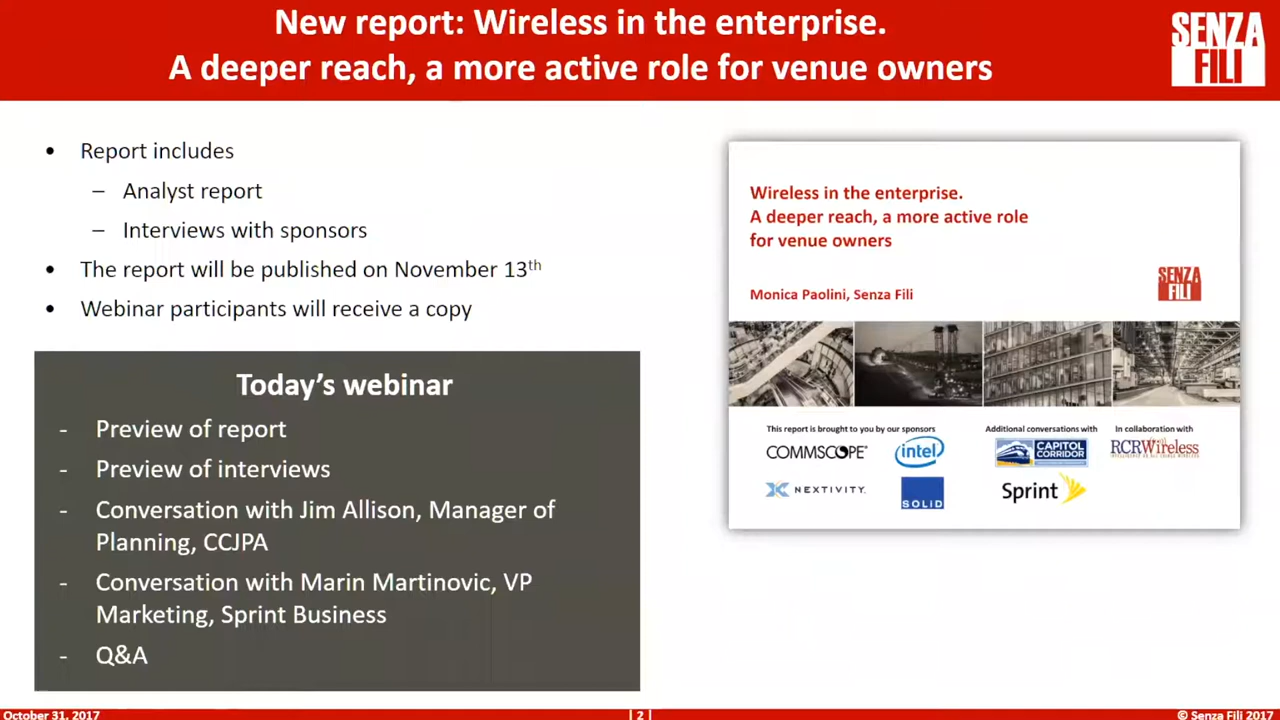 New report: Wireless in the enterprise.
A deeper reach, a more active role for venue owners
SENZA
FILI
• Report includes
– Analyst report
– Interviews with sponsors
• The report will be published on November 13th
• Webinar participants will receive a copy
Today's webinar
- Preview of report
- Preview of interviews
- Conversation with Jim Allison, Manager of
Planning, CCJPA
- Conversation with Marin Martinovic, VP
Marketing, Sprint Business
- Q&A
Wireless in the enterprise.
A deeper reach, a more active role
for venue owners
Monica Paolini, Senza Fili
SENZA
FILI
This report is brought to you by our sponsors
Additional conversations with
In collaboration with
COMMSCOPE®
intel
CAPITOL
CORRIDOR
RCRWireless
NEXTIVITY
SOLID
Sprint
October 31, 2017
| 2 |
© Senza Fili 2017